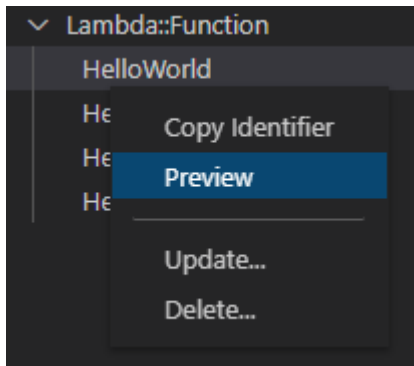 Lambda::Function
HelloWorld
He
Copy Identifier
He
Preview
He
Update...
Delete...